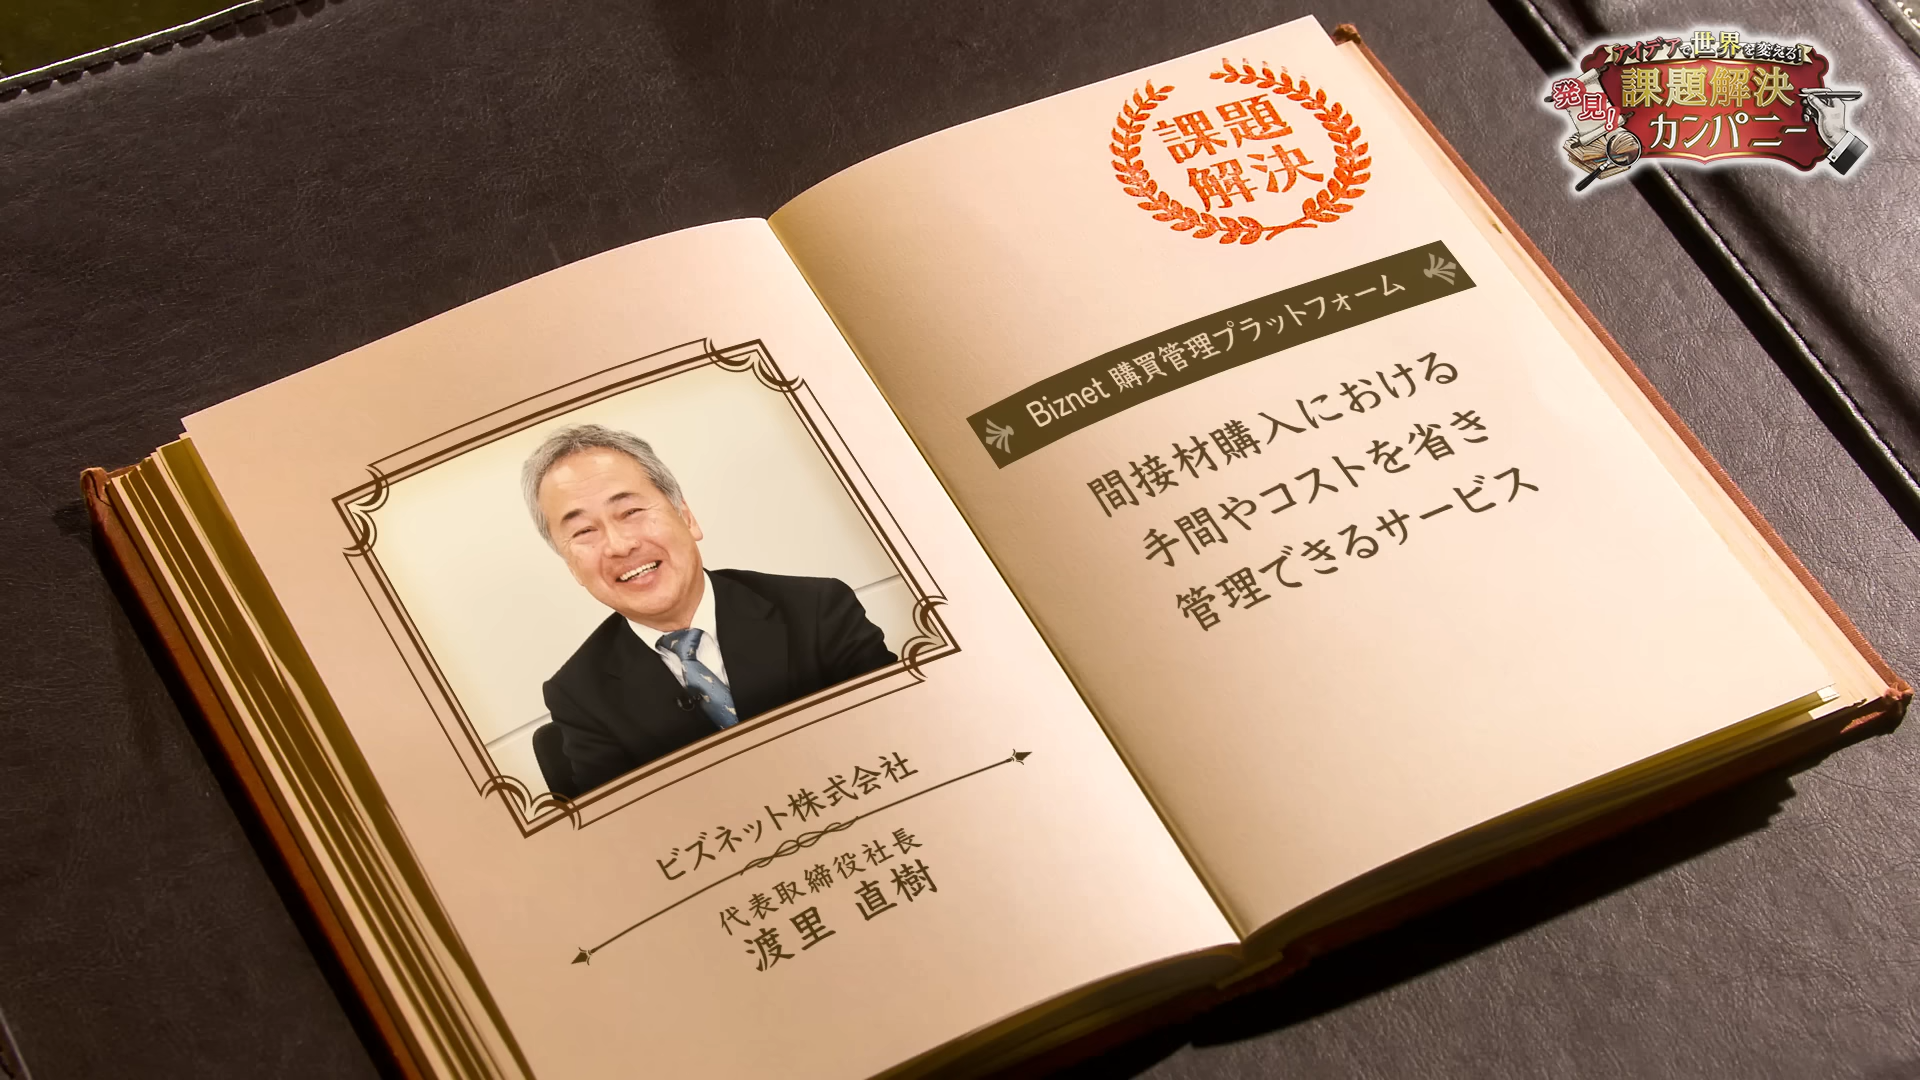 アイデアで世界を変える!
発見!
課題解決
カンパニー
課題
解決
Biznet 購買管理プラットフォーム
間接材購入における
手間やコストを省き
管理できるサービス
ビズネット株式会社
代表取締役社長
渡里 直樹